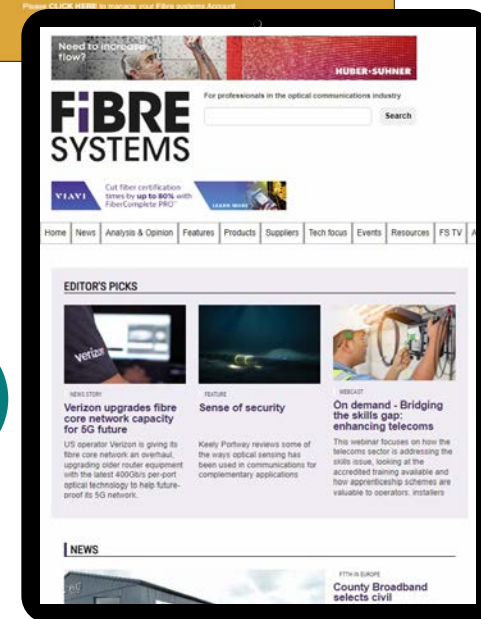 Please CLICK HERE to manage your Fibre systems Account
Need to increase
flow?
HUBER+SUHNER
FiBRE
SYSTEMS
For professionals in the optical communications industry
Search
VIAVI
Cut fiber certification
times by up to 80% with
FiberComplete PRO™
LEARN MORE
Home News Analysis & Opinion Features Products Suppliers Tech focus Events Resources FS TV A
EDITOR'S PICKS
verizon
NEWS STORY
Verizon upgrades fibre
core network capacity
for 5G future
US operator Verizon is giving its
fibre core network an overhaul,
upgrading older router equipment
with the latest 400Gb/s per-port
optical technology to help future-
proof its 5G network.
FEATURE
Sense of security
Keely Portway reviews some of
the ways optical sensing has
been used in communications for
complementary applications
WEBCAST
On demand - Bridging
the skills gap:
enhancing telecoms
This webinar focuses on how the
telecoms sector is addressing the
skills issue, looking at the
accredited training available and
how apprenticeship schemes are
valuable to operators, installers
NEWS
FTTH IN EUROPE
County Broadband
selects civil